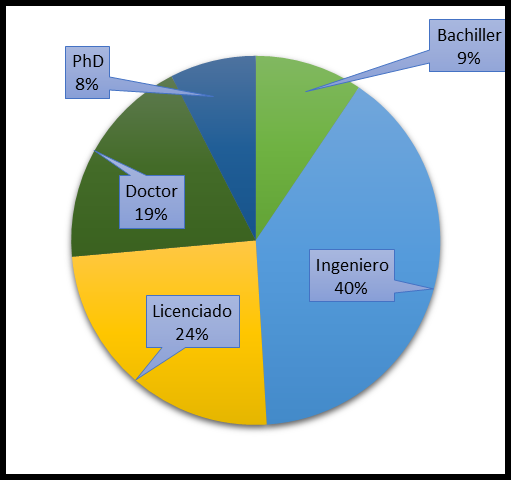 Bachiller
9%
PhD
8%
Doctor
19%
Ingeniero
40%
Licenciado
24%